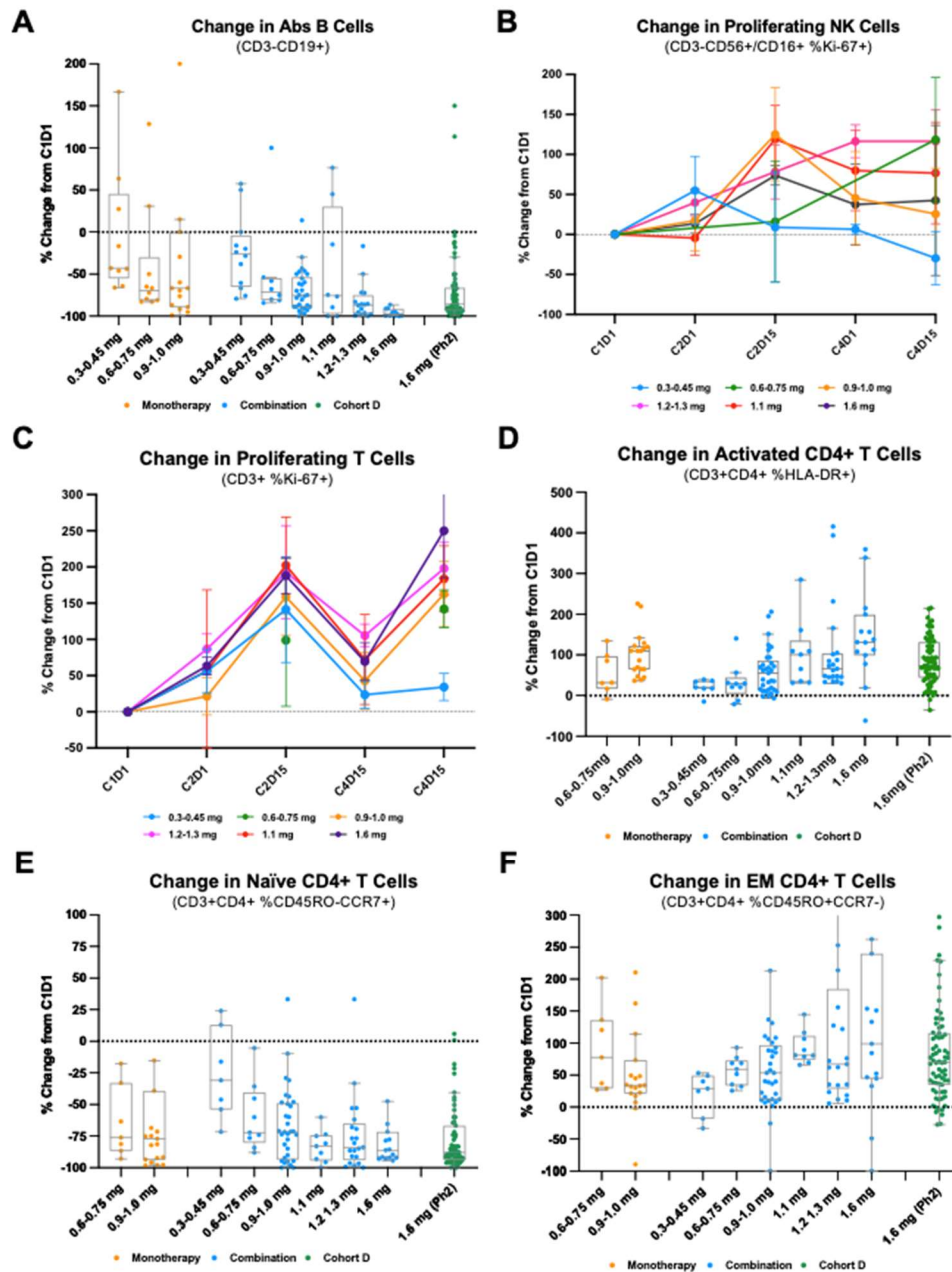 A
Change in Abs B Cells
(CD3-CD19+)
% Change from C1D1
200
150
100
50
0
-50
-100
0.3-0.45 mg
0.6-0.75 mg
0.9-1.0 mg
0.3-0.45 mg
0.6-0.75 mg
0.9-1.0 mg
1.1 mg
1.2-1.3 mg
1.6 mg
1.6 mg (Ph2)
Monotherapy
Combination
Cohort D
B
Change in Proliferating NK Cells
(CD3-CD56+/CD16+ %Ki-67+)
% Change from C1D1
200
150
100
50
0
-50
-100
C1D1
C2D1
C2D15
C4D1
C4D15
0.3-0.45 mg
0.6-0.75 mg
0.9-1.0 mg
1.2-1.3 mg
1.1 mg
1.6 mg
C
Change in Proliferating T Cells
(CD3+ %Ki-67+)
% Change from C1D1
300
250
200
150
100
50
0
-50
C1D1
C2D1
C2D15
C4D15
C4D15
0.3-0.45 mg
0.6-0.75 mg
0.9-1.0 mg
1.2-1.3 mg
1.1 mg
1.6 mg
D
Change in Activated CD4+ T Cells
(CD3+CD4+ %HLA-DR+)
% Change from C1D1
500
400
300
200
100
0
-100
0.6-0.75mg
0.9-1.0mg
0.3-0.45mg
0.6-0.75 mg
0.9-1.0mg
1.1mg
1.2-1.3mg
1.6 mg
1.6mg (Ph2)
Monotherapy
Combination
Cohort D
E
Change in Naïve CD4+ T Cells
(CD3+CD4+ %CD45RO-CCR7+)
% Change from C1D1
100
75
50
25
0
-25
-50
-75
-100
0.6-0.75 mg
0.9-1.0 mg
0.3-0.45 mg
0.6-0.75 mg
0.9-1.0 mg
1.1 mg
1.2 1.3 mg
1.6 mg
1.6 mg (Ph2)
Monotherapy
Combination
Cohort D
F
Change in EM CD4+ T Cells
(CD3+CD4+ %CD45RO+CCR7-)
% Change from C1D1
300
250
200
150
100
50
0
-50
-100
0.6-0.75 mg
0.9-1.0 mg
0.3-0.45 mg
0.6-0.75 mg
0.9-1.0 mg
1.1 mg
1.2 1.3 mg
1.6 mg
1.6 mg (Ph2)
Monotherapy
Combination
Cohort D